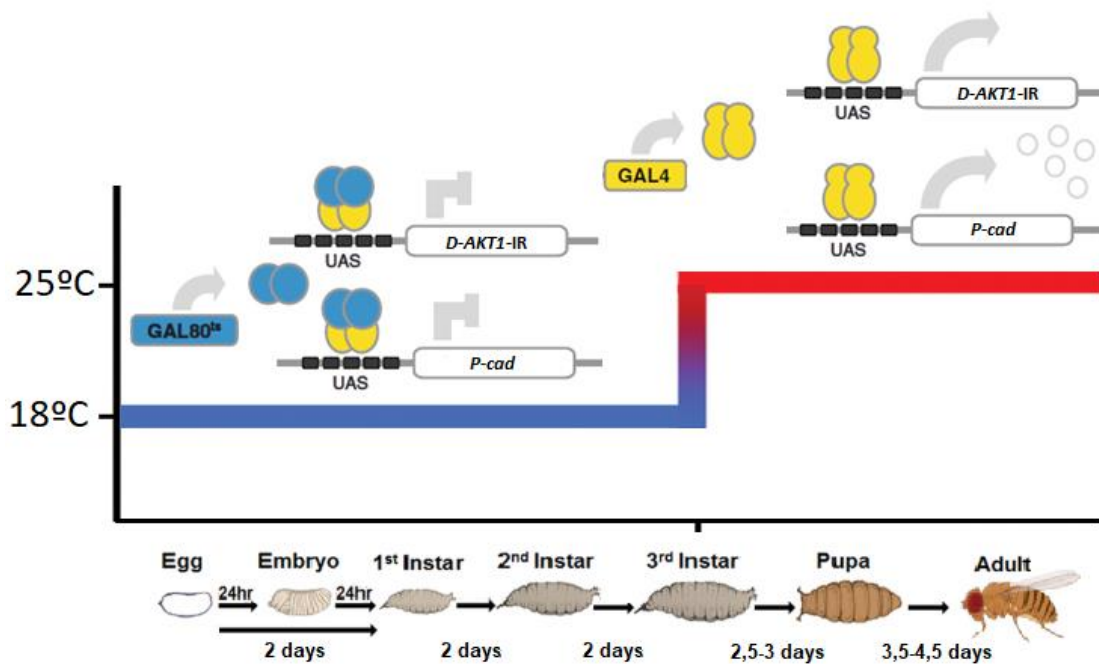 D-AKT1-IR
UAS
GAL4
D-AKT1-IR
UAS
P-cad
UAS
25ºC
GAL80ts
P-cad
UAS
18ºC
Egg
Embryo
1st Instar
2nd Instar
3rd Instar
Pupa
Adult
24hr
24hr
2 days
2 days
2 days
2,5-3 days
3,5-4,5 days